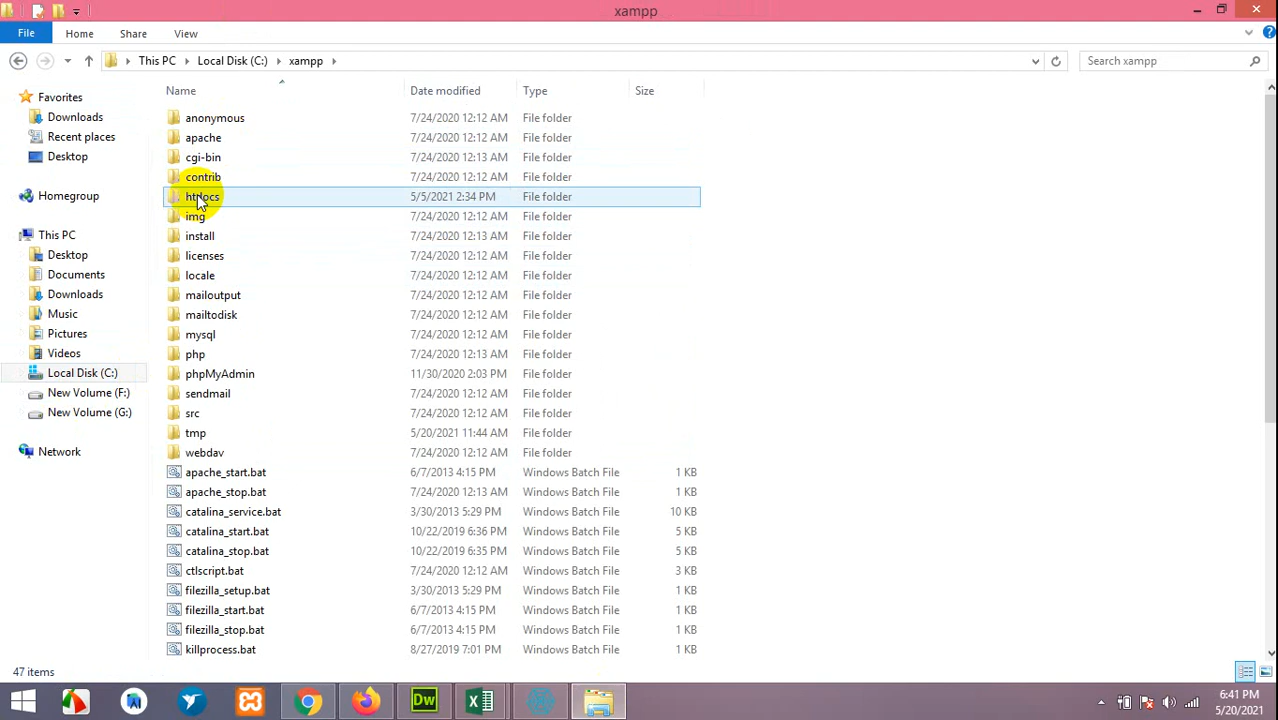 xampp
File Home Share View
This PC Local Disk (C:) xampp Search xampp
Name Date modified Type Size
Favorites
Downloads
Recent places
Desktop
Homegroup
This PC
Desktop
Documents
Downloads
Music
Pictures
Videos
Local Disk (C:)
New Volume (F:)
New Volume (G:)
Network
anonymous 7/24/2020 12:12 AM File folder
apache 7/24/2020 12:12 AM File folder
cgi-bin 7/24/2020 12:13 AM File folder
contrib 7/24/2020 12:12 AM File folder
htdocs 5/5/2021 2:34 PM File folder
img 7/24/2020 12:12 AM File folder
install 7/24/2020 12:13 AM File folder
licenses 7/24/2020 12:12 AM File folder
locale 7/24/2020 12:12 AM File folder
mailoutput 7/24/2020 12:12 AM File folder
mailtodisk 7/24/2020 12:12 AM File folder
mysql 7/24/2020 12:12 AM File folder
php 7/24/2020 12:13 AM File folder
phpMyAdmin 11/30/2020 2:03 PM File folder
sendmail 7/24/2020 12:12 AM File folder
src 7/24/2020 12:12 AM File folder
tmp 5/20/2021 11:44 AM File folder
webdav 7/24/2020 12:12 AM File folder
apache_start.bat 6/7/2013 4:15 PM Windows Batch File 1 KB
apache_stop.bat 7/24/2020 12:13 AM Windows Batch File 1 KB
catalina_service.bat 3/30/2013 5:29 PM Windows Batch File 10 KB
catalina_start.bat 10/22/2019 6:36 PM Windows Batch File 5 KB
catalina_stop.bat 10/22/2019 6:35 PM Windows Batch File 5 KB
ctlscript.bat 7/24/2020 12:12 AM Windows Batch File 3 KB
filezilla_setup.bat 3/30/2013 5:29 PM Windows Batch File 1 KB
filezilla_start.bat 6/7/2013 4:15 PM Windows Batch File 1 KB
filezilla_stop.bat 6/7/2013 4:15 PM Windows Batch File 1 KB
killprocess.bat 8/27/2019 7:01 PM Windows Batch File 1 KB
47 items
Dw
6:41 PM
5/20/2021